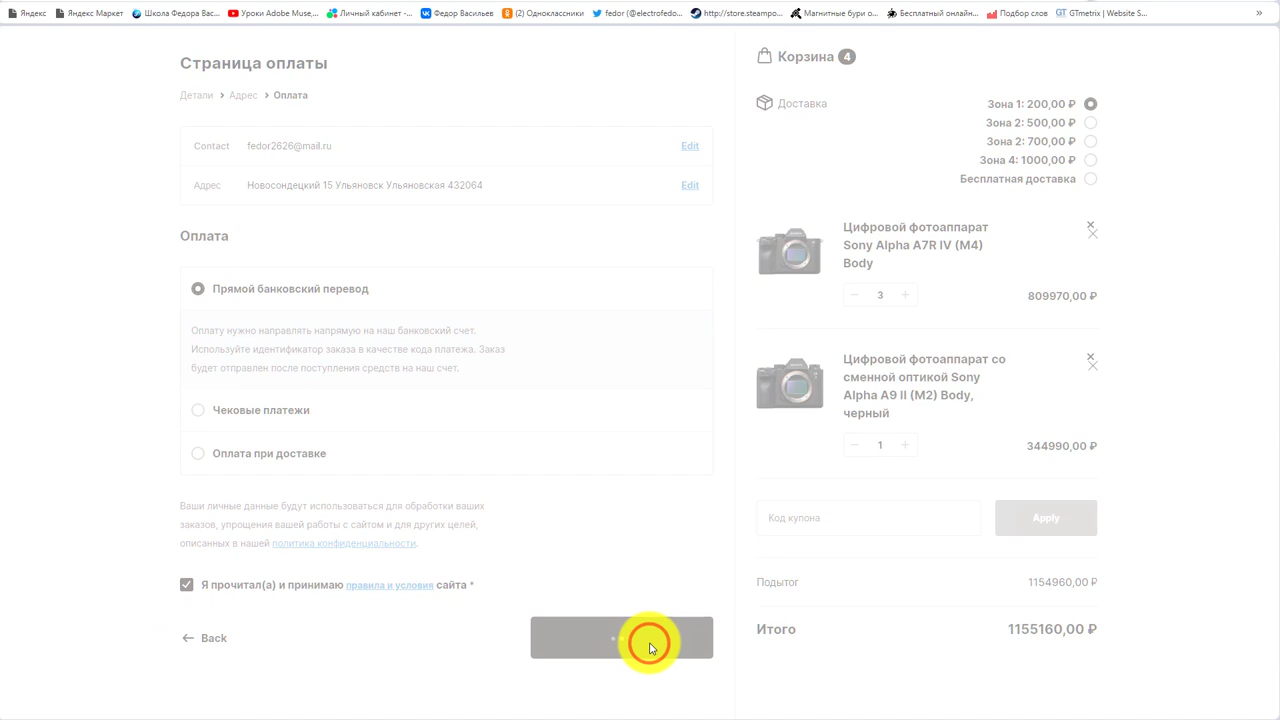 Яндекс
Яндекс Маркет
Школа Федора Вас...
Уроки Adobe Muse,...
Личный кабинет -...
Федор Васильев
(2) Одноклассники
fedor (@electrofedo...
http://store.steampo...
Магнитные бури о...
Бесплатный онлайн...
Подбор слов
GTmetrix | Website S...
»
Страница оплаты
Детали > Адрес > Оплата
Contact fedor2626@mail.ru Edit
Адрес Новосондецкий 15 Ульяновск Ульяновская 432064 Edit
Оплата
Прямой банковский перевод
Оплату нужно направлять напрямую на наш банковский счет.
Используйте идентификатор заказа в качестве кода платежа. Заказ
будет отправлен после поступления средств на наш счет.
Чековые платежи
Оплата при доставке
Ваши личные данные будут использоваться для обработки ваших
заказов, упрощения вашей работы с сайтом и для других целей,
описанных в нашей политика конфиденциальности.
Я прочитал(а) и принимаю правила и условия сайта *
← Back
Корзина 4
Доставка
Зона 1: 200,00 ₽
Зона 2: 500,00 ₽
Зона 2: 700,00 ₽
Зона 4: 1000,00 ₽
Бесплатная доставка
Цифровой фотоаппарат
Sony Alpha A7R IV (M4)
Body
− 3 + 809970,00 ₽
Цифровой фотоаппарат со
сменной оптикой Sony
Alpha A9 II (M2) Body,
черный
− 1 + 344990,00 ₽
Код купона Apply
Подытог 1154960,00 ₽
Итого 1155160,00 ₽